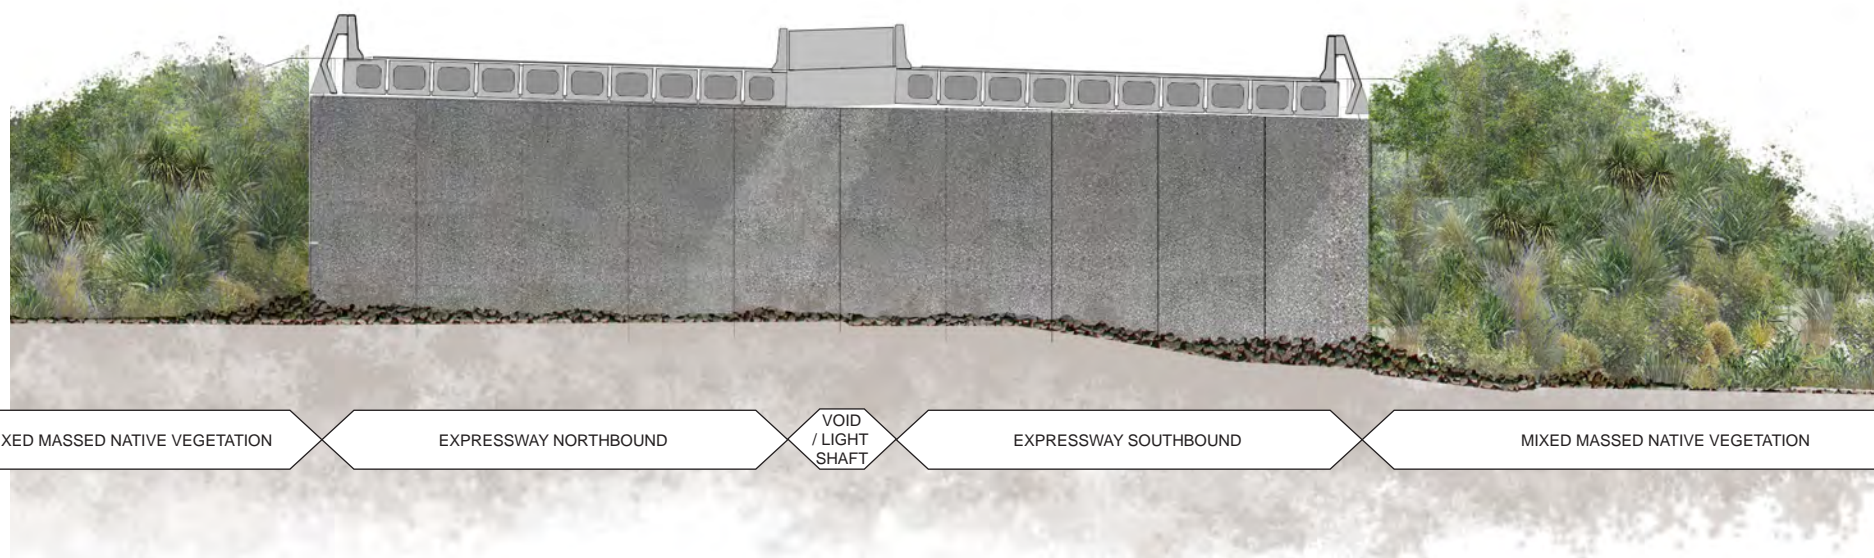 XED MASSED NATIVE VEGETATION
EXPRESSWAY NORTHBOUND
VOID
/ LIGHT
SHAFT
EXPRESSWAY SOUTHBOUND
MIXED MASSED NATIVE VEGETATION